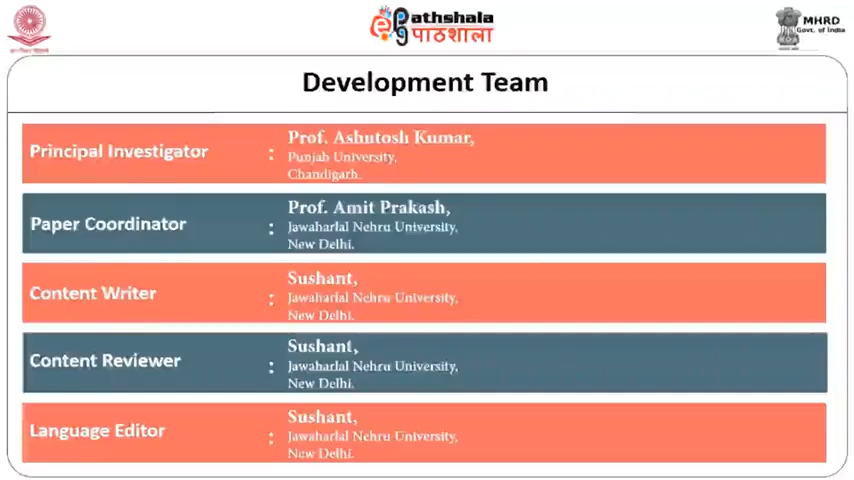 ePathshala
पाठशाला
MHRD
Govt. of India
Development Team
Principal Investigator : Prof. Ashutosh Kumar,
Punjab University,
Chandigarh.
Paper Coordinator : Prof. Amit Prakash,
Jawaharlal Nehru University,
New Delhi.
Content Writer : Sushant,
Jawaharlal Nehru University,
New Delhi.
Content Reviewer : Sushant,
Jawaharlal Nehru University,
New Delhi.
Language Editor : Sushant,
Jawaharlal Nehru University,
New Delhi.